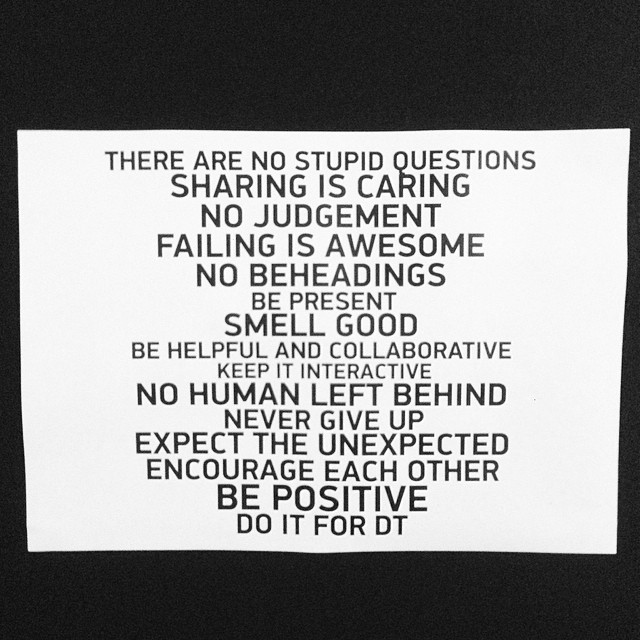 THERE ARE NO STUPID QUESTIONS
SHARING IS CARING
NO JUDGEMENT
FAILING IS AWESOME
NO BEHEADINGS
BE PRESENT
SMELL GOOD
BE HELPFUL AND COLLABORATIVE
KEEP IT INTERACTIVE
NO HUMAN LEFT BEHIND
NEVER GIVE UP
EXPECT THE UNEXPECTED
ENCOURAGE EACH OTHER
BE POSITIVE
DO IT FOR DT